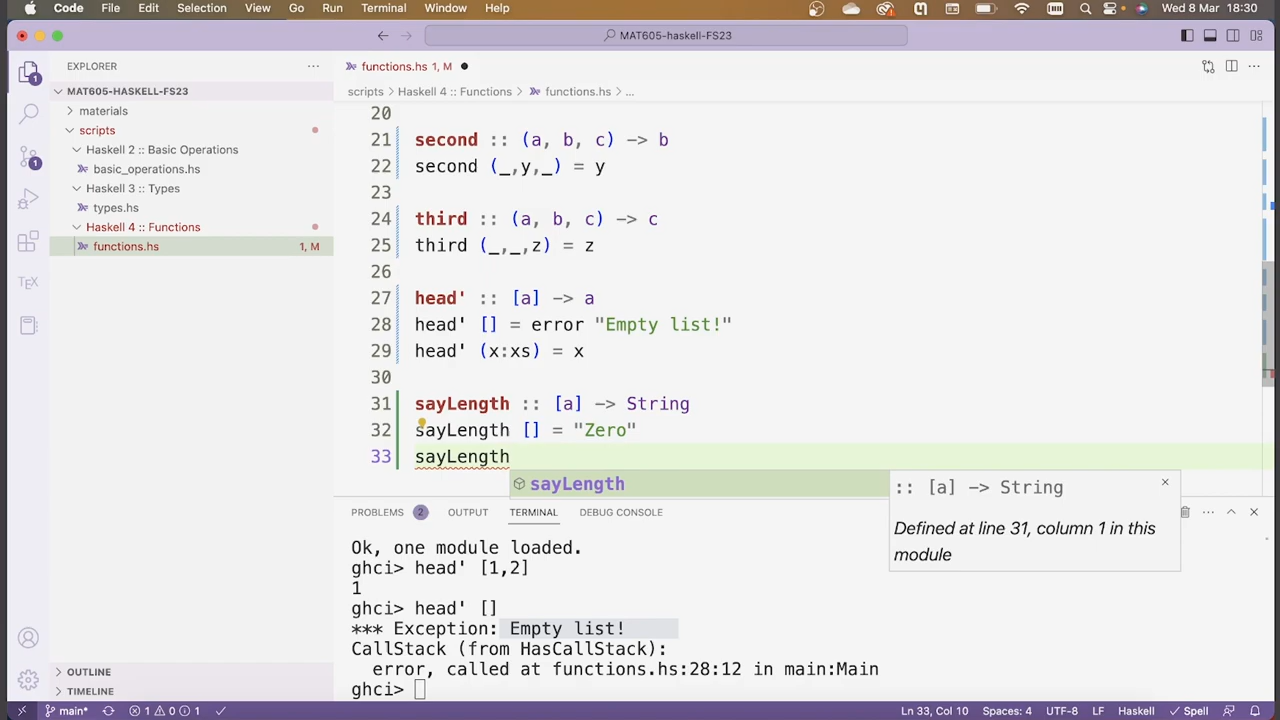 Code File Edit Selection View Go Run Terminal Window Help Wed 8 Mar 18:30
MAT605-haskell-FS23
EXPLORER
functions.hs 1, M
MAT605-HASKELL-FS23
scripts > Haskell 4 :: Functions > functions.hs > ...
materials
scripts
Haskell 2 :: Basic Operations
basic_operations.hs
Haskell 3 :: Types
types.hs
Haskell 4 :: Functions
functions.hs 1, M
20
21 second :: (a, b, c) -> b
22 second (_,y,_) = y
23
24 third :: (a, b, c) -> c
25 third (_,_,z) = z
26
27 head' :: [a] -> a
28 head' [] = error "Empty list!"
29 head' (x:xs) = x
30
31 sayLength :: [a] -> String
32 sayLength [] = "Zero"
33 sayLength
sayLength
:: [a] -> String
Defined at line 31, column 1 in this
module
PROBLEMS 2 OUTPUT TERMINAL DEBUG CONSOLE
Ok, one module loaded.
ghci> head' [1,2]
1
ghci> head' []
*** Exception: Empty list!
CallStack (from HasCallStack):
error, called at functions.hs:28:12 in main:Main
ghci>
OUTLINE
TIMELINE
1
1
TEX
main* 1 0 1 Ln 33, Col 10 Spaces: 4 UTF-8 LF Haskell Spell